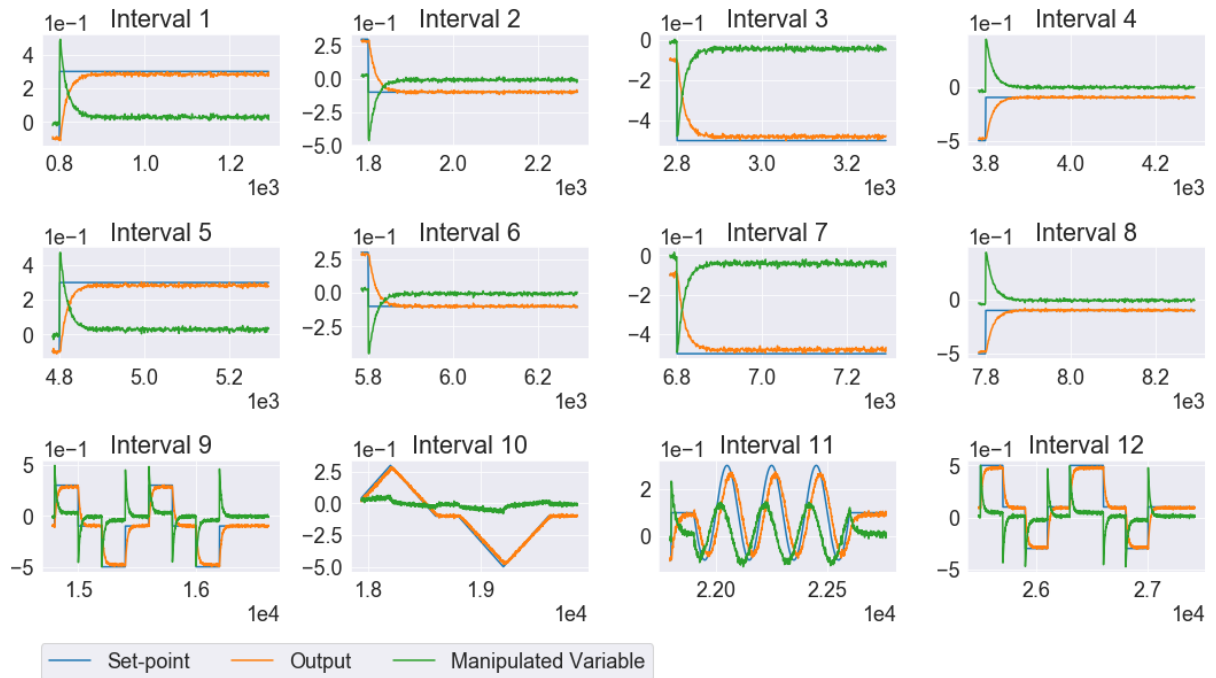 1e−1 Interval 1
4
2
0
0.8 1.0 1.2
1e3
1e−1 Interval 2
2.5
0.0
−2.5
−5.0
1.8 2.0 2.2
1e3
1e−1 Interval 3
0
−2
−4
2.8 3.0 3.2
1e3
1e−1 Interval 4
0
−5
3.8 4.0 4.2
1e3
1e−1 Interval 5
4
2
0
4.8 5.0 5.2
1e3
1e−1 Interval 6
2.5
0.0
−2.5
5.8 6.0 6.2
1e3
1e−1 Interval 7
0
−2
−4
6.8 7.0 7.2
1e3
1e−1 Interval 8
0
−5
7.8 8.0 8.2
1e3
1e−1 Interval 9
5
0
−5
1.5 1.6
1e4
1e−1 Interval 10
2.5
0.0
−2.5
−5.0
1.8 1.9
1e4
1e−1 Interval 11
2
0
2.20 2.25
1e4
1e−1 Interval 12
5
0
−5
2.6 2.7
1e4
Set-point Output Manipulated Variable